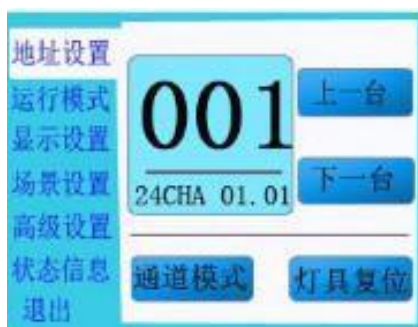 地址设置
运行模式
显示设置
场景设置
高级设置
状态信息
退出
001
24CHA 01.01
上一台
下一台
通道模式
灯具复位